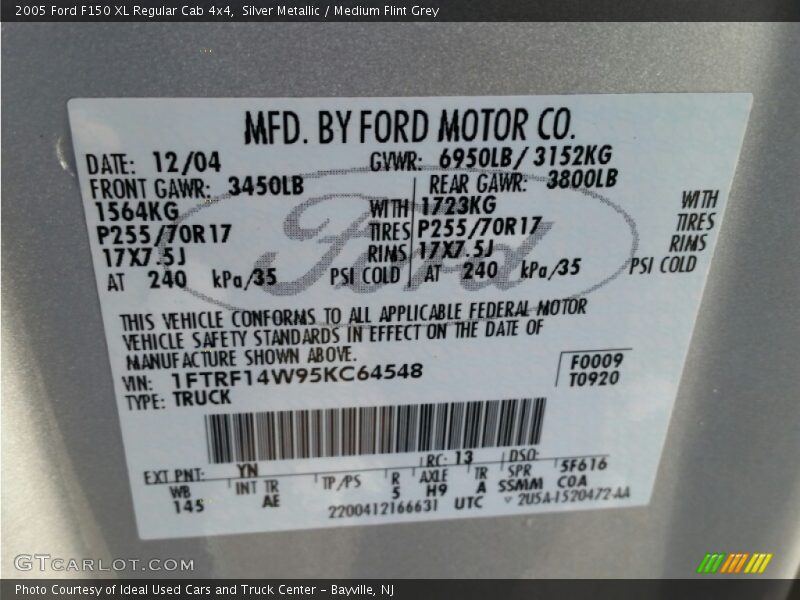 2005 Ford F150 XL Regular Cab 4x4,  Silver Metallic / Medium Flint Grey
MFD. BY FORD MOTOR CO.
DATE: 12/04 GVWR: 6950LB/ 3152KG
FRONT GAWR: 3450LB REAR GAWR: 3800LB
1564KG WITH 1723KG WITH
P255/70R17 TIRES P255/70R17 TIRES
17X7.5J RIMS 17X7.5J RIMS
AT 240 kPa/35 PSI COLD AT 240 kPa/35 PSI COLD
Ford
THIS VEHICLE CONFORMS TO ALL APPLICABLE FEDERAL MOTOR
VEHICLE SAFETY STANDARDS IN EFFECT ON THE DATE OF
MANUFACTURE SHOWN ABOVE.
VIN: 1FTRF14W95KC64548 F0009
TYPE: TRUCK T0920
EXT PNT: YN RC: 13 DSO: 5F616
WB INT TR TP/PS R AXLE TR SPR COA
145 AE 5 H9 A SSMM
2200412166631 UTC 2U5A-1520472-AA
GTCARLOT.COM
Photo Courtesy of Ideal Used Cars and Truck Center – Bayville, NJ